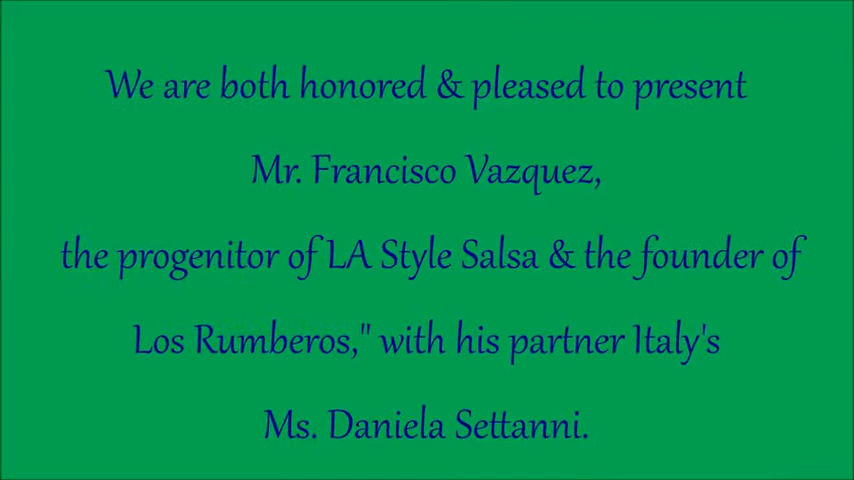 We are both honored & pleased to present
Mr. Francisco Vazquez,
the progenitor of LA Style Salsa & the founder of
Los Rumberos," with his partner Italy's
Ms. Daniela Settanni.